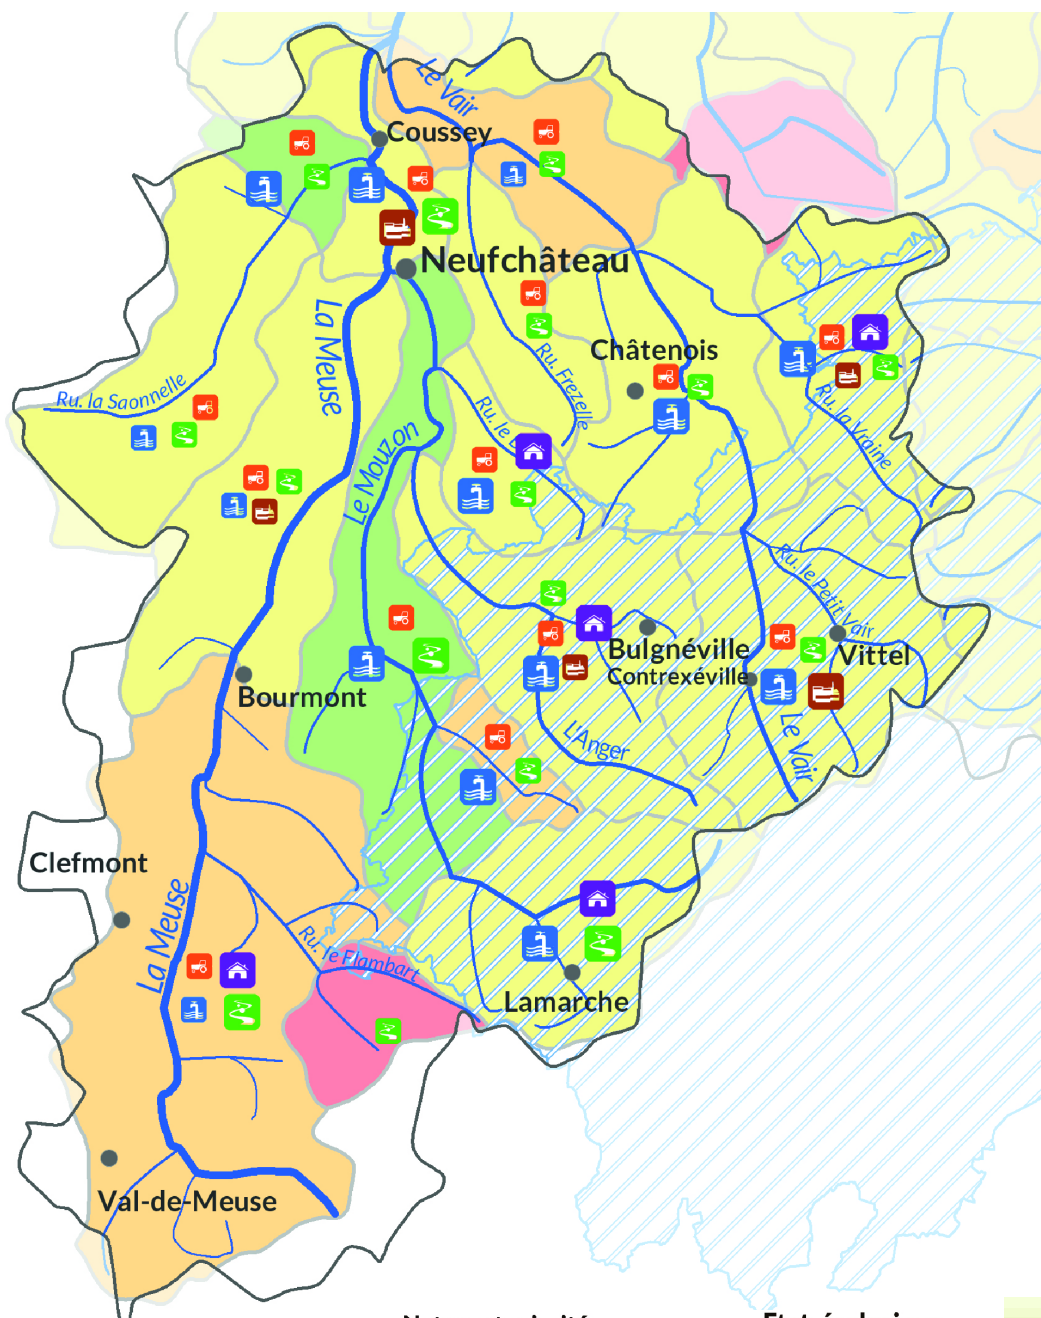 Le Vair
Coussey
Neufchâteau
La Meuse
Châtenois
Ru. Frezelle
Ru. la Saonnelle
Ru. le
Ru. la Vraine
Le Mouzon
Ru. le Petit Vair
Bulgnéville
Vittel
Contrexéville
Bourmont
Le Vair
L'Anger
Clefmont
La Meuse
Ru. le Flambart
Lamarche
Val-de-Meuse